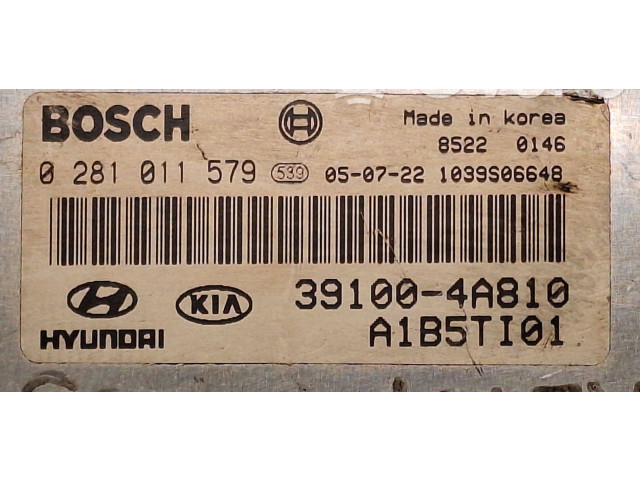 BOSCH
Made in korea
8522 0146
0 281 011 579 539 05-07-22 1039S06648
39100-4A810
KIA
HYUNDAI
A1B5TI01